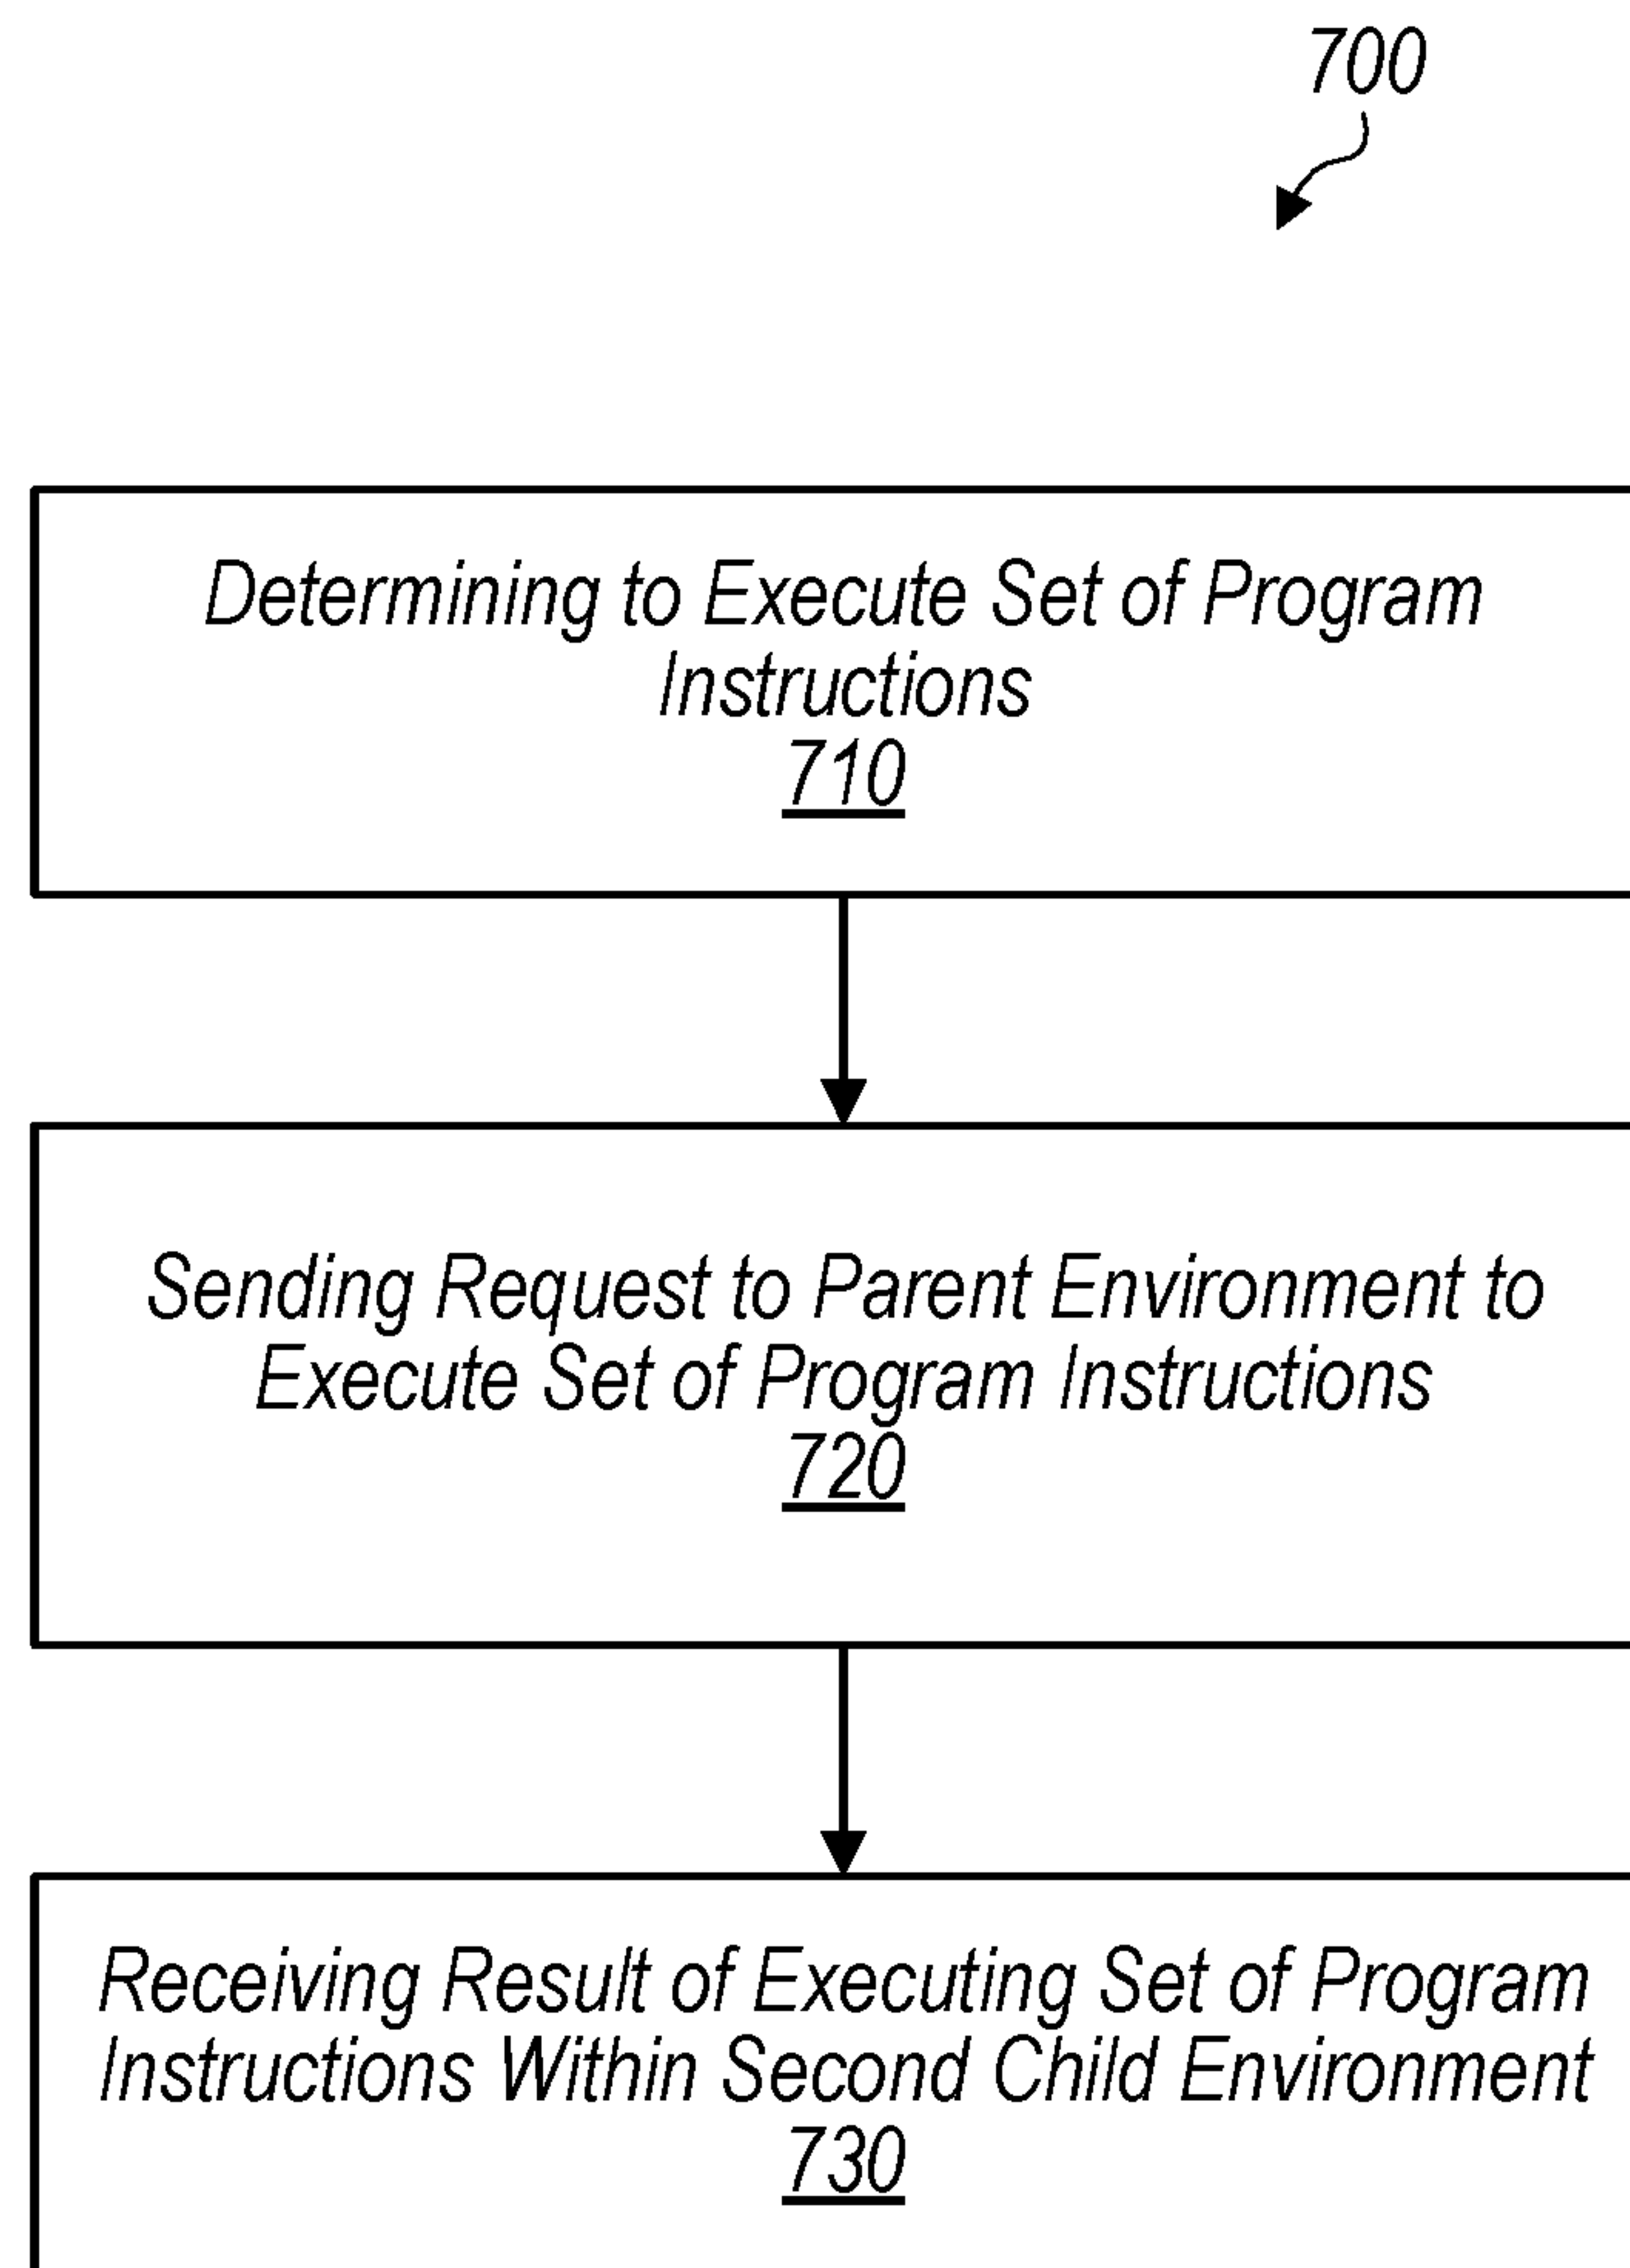 700
Determining to Execute Set of Program
Instructions
710
Sending Request to Parent Environment to
Execute Set of Program Instructions
720
Receiving Result of Executing Set of Program
Instructions Within Second Child Environment
730